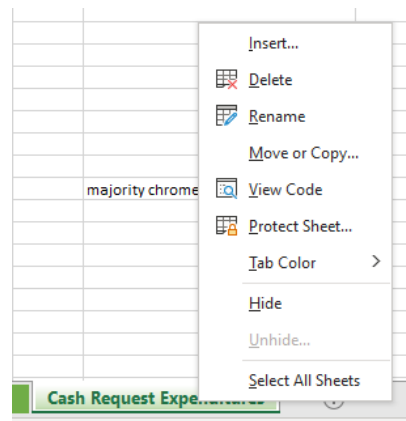 Insert...
Delete
Rename
Move or Copy...
majority chrome
View Code
Protect Sheet...
Tab Color
Hide
Unhide...
Select All Sheets
Cash Request Expenditures